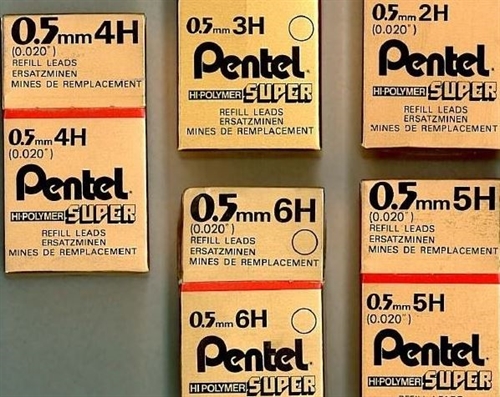 0.5mm 4H
(0.020")
REFILL LEADS
ERSATZMINEN
MINES DE REMPLACEMENT
0.5mm 4H
(0.020")
Pentel.
HI-POLYMER SUPER
REFILL LEADS
ERSATZMINEN
MINES DE REMPLACEMENT
0.5mm 3H
Pentel.
HI-POLYMER SUPER
REFILL LEADS
ERSATZMINEN
MINES DE REMPLACEMENT
0.5mm 2H
(0.020")
Pentel.
HI-POLYMER SUPER
REFILL LEADS
ERSATZMINEN
MINES DE REMPLACEMENT
0.5mm 6H
(0.020")
REFILL LEADS
ERSATZMINEN
MINES DE REMPLACEMENT
0.5mm 6H
Pentel.
HI POLYMER SUPER
0.5mm 5H
(0.020")
REFILL LEADS
ERSATZMINEN
MINES DE REMPLACEMENT
0.5mm 5H
(0.020")
Pentel.
HI-POLYMER SUPER
REFILL LEADS